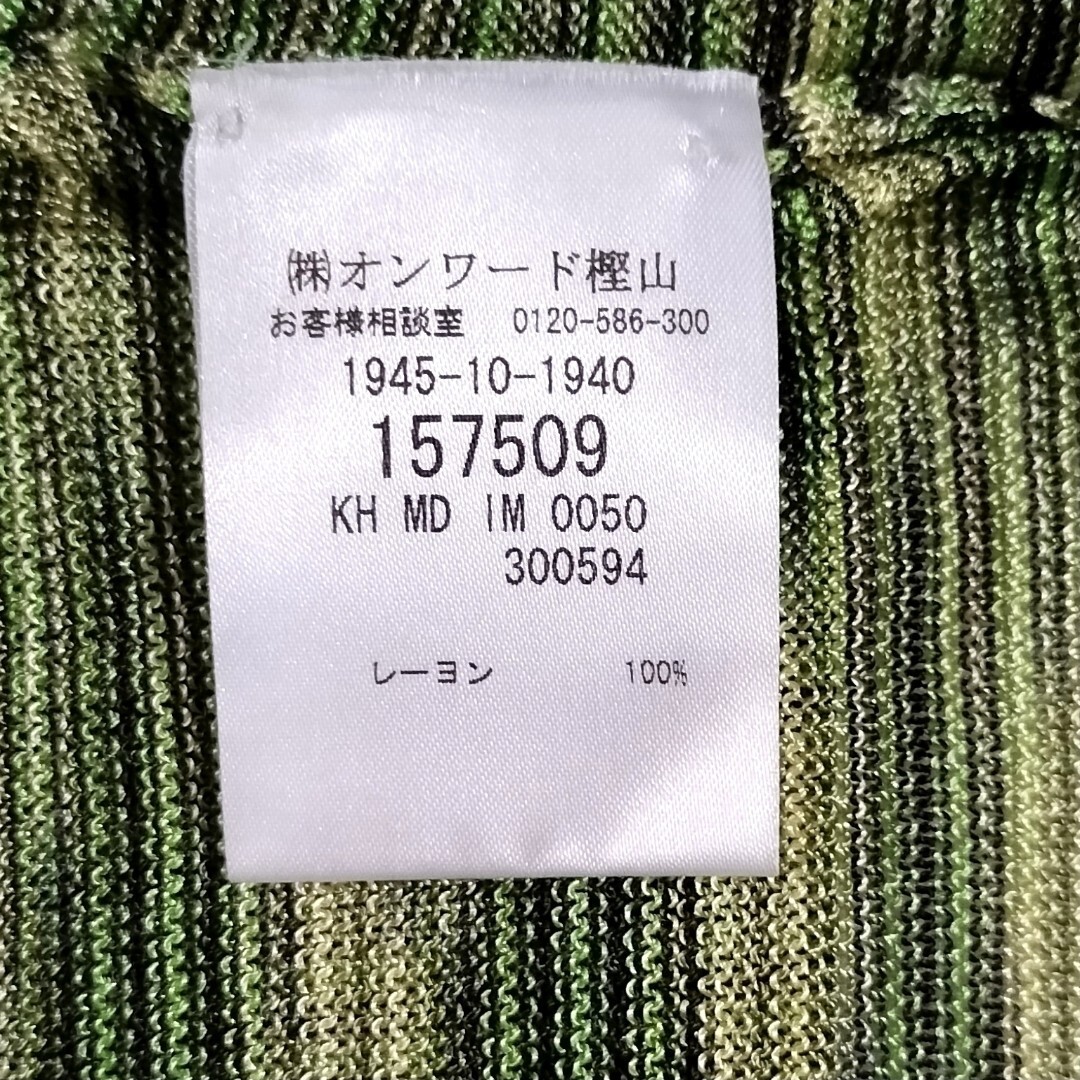 ㈱オンワード樫山
お客様相談室 0120-586-300
1945-10-1940
157509
KH MD IM 0050
300594
レーヨン 100%